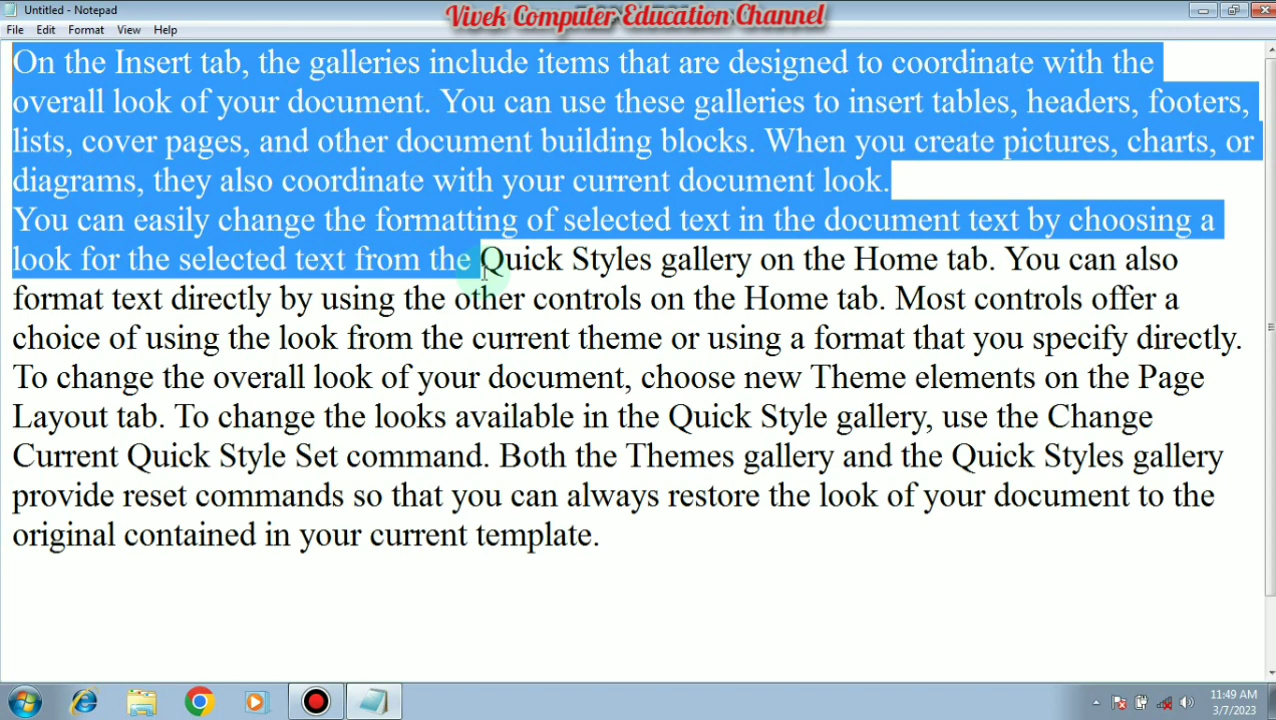 Untitled - Notepad
Vivek Computer Education Channel
File Edit Format View Help
On the Insert tab, the galleries include items that are designed to coordinate with the
overall look of your document. You can use these galleries to insert tables, headers, footers,
lists, cover pages, and other document building blocks. When you create pictures, charts, or
diagrams, they also coordinate with your current document look.
You can easily change the formatting of selected text in the document text by choosing a
look for the selected text from the Quick Styles gallery on the Home tab. You can also
format text directly by using the other controls on the Home tab. Most controls offer a
choice of using the look from the current theme or using a format that you specify directly.
To change the overall look of your document, choose new Theme elements on the Page
Layout tab. To change the looks available in the Quick Style gallery, use the Change
Current Quick Style Set command. Both the Themes gallery and the Quick Styles gallery
provide reset commands so that you can always restore the look of your document to the
original contained in your current template.
11:49 AM
3/7/2023